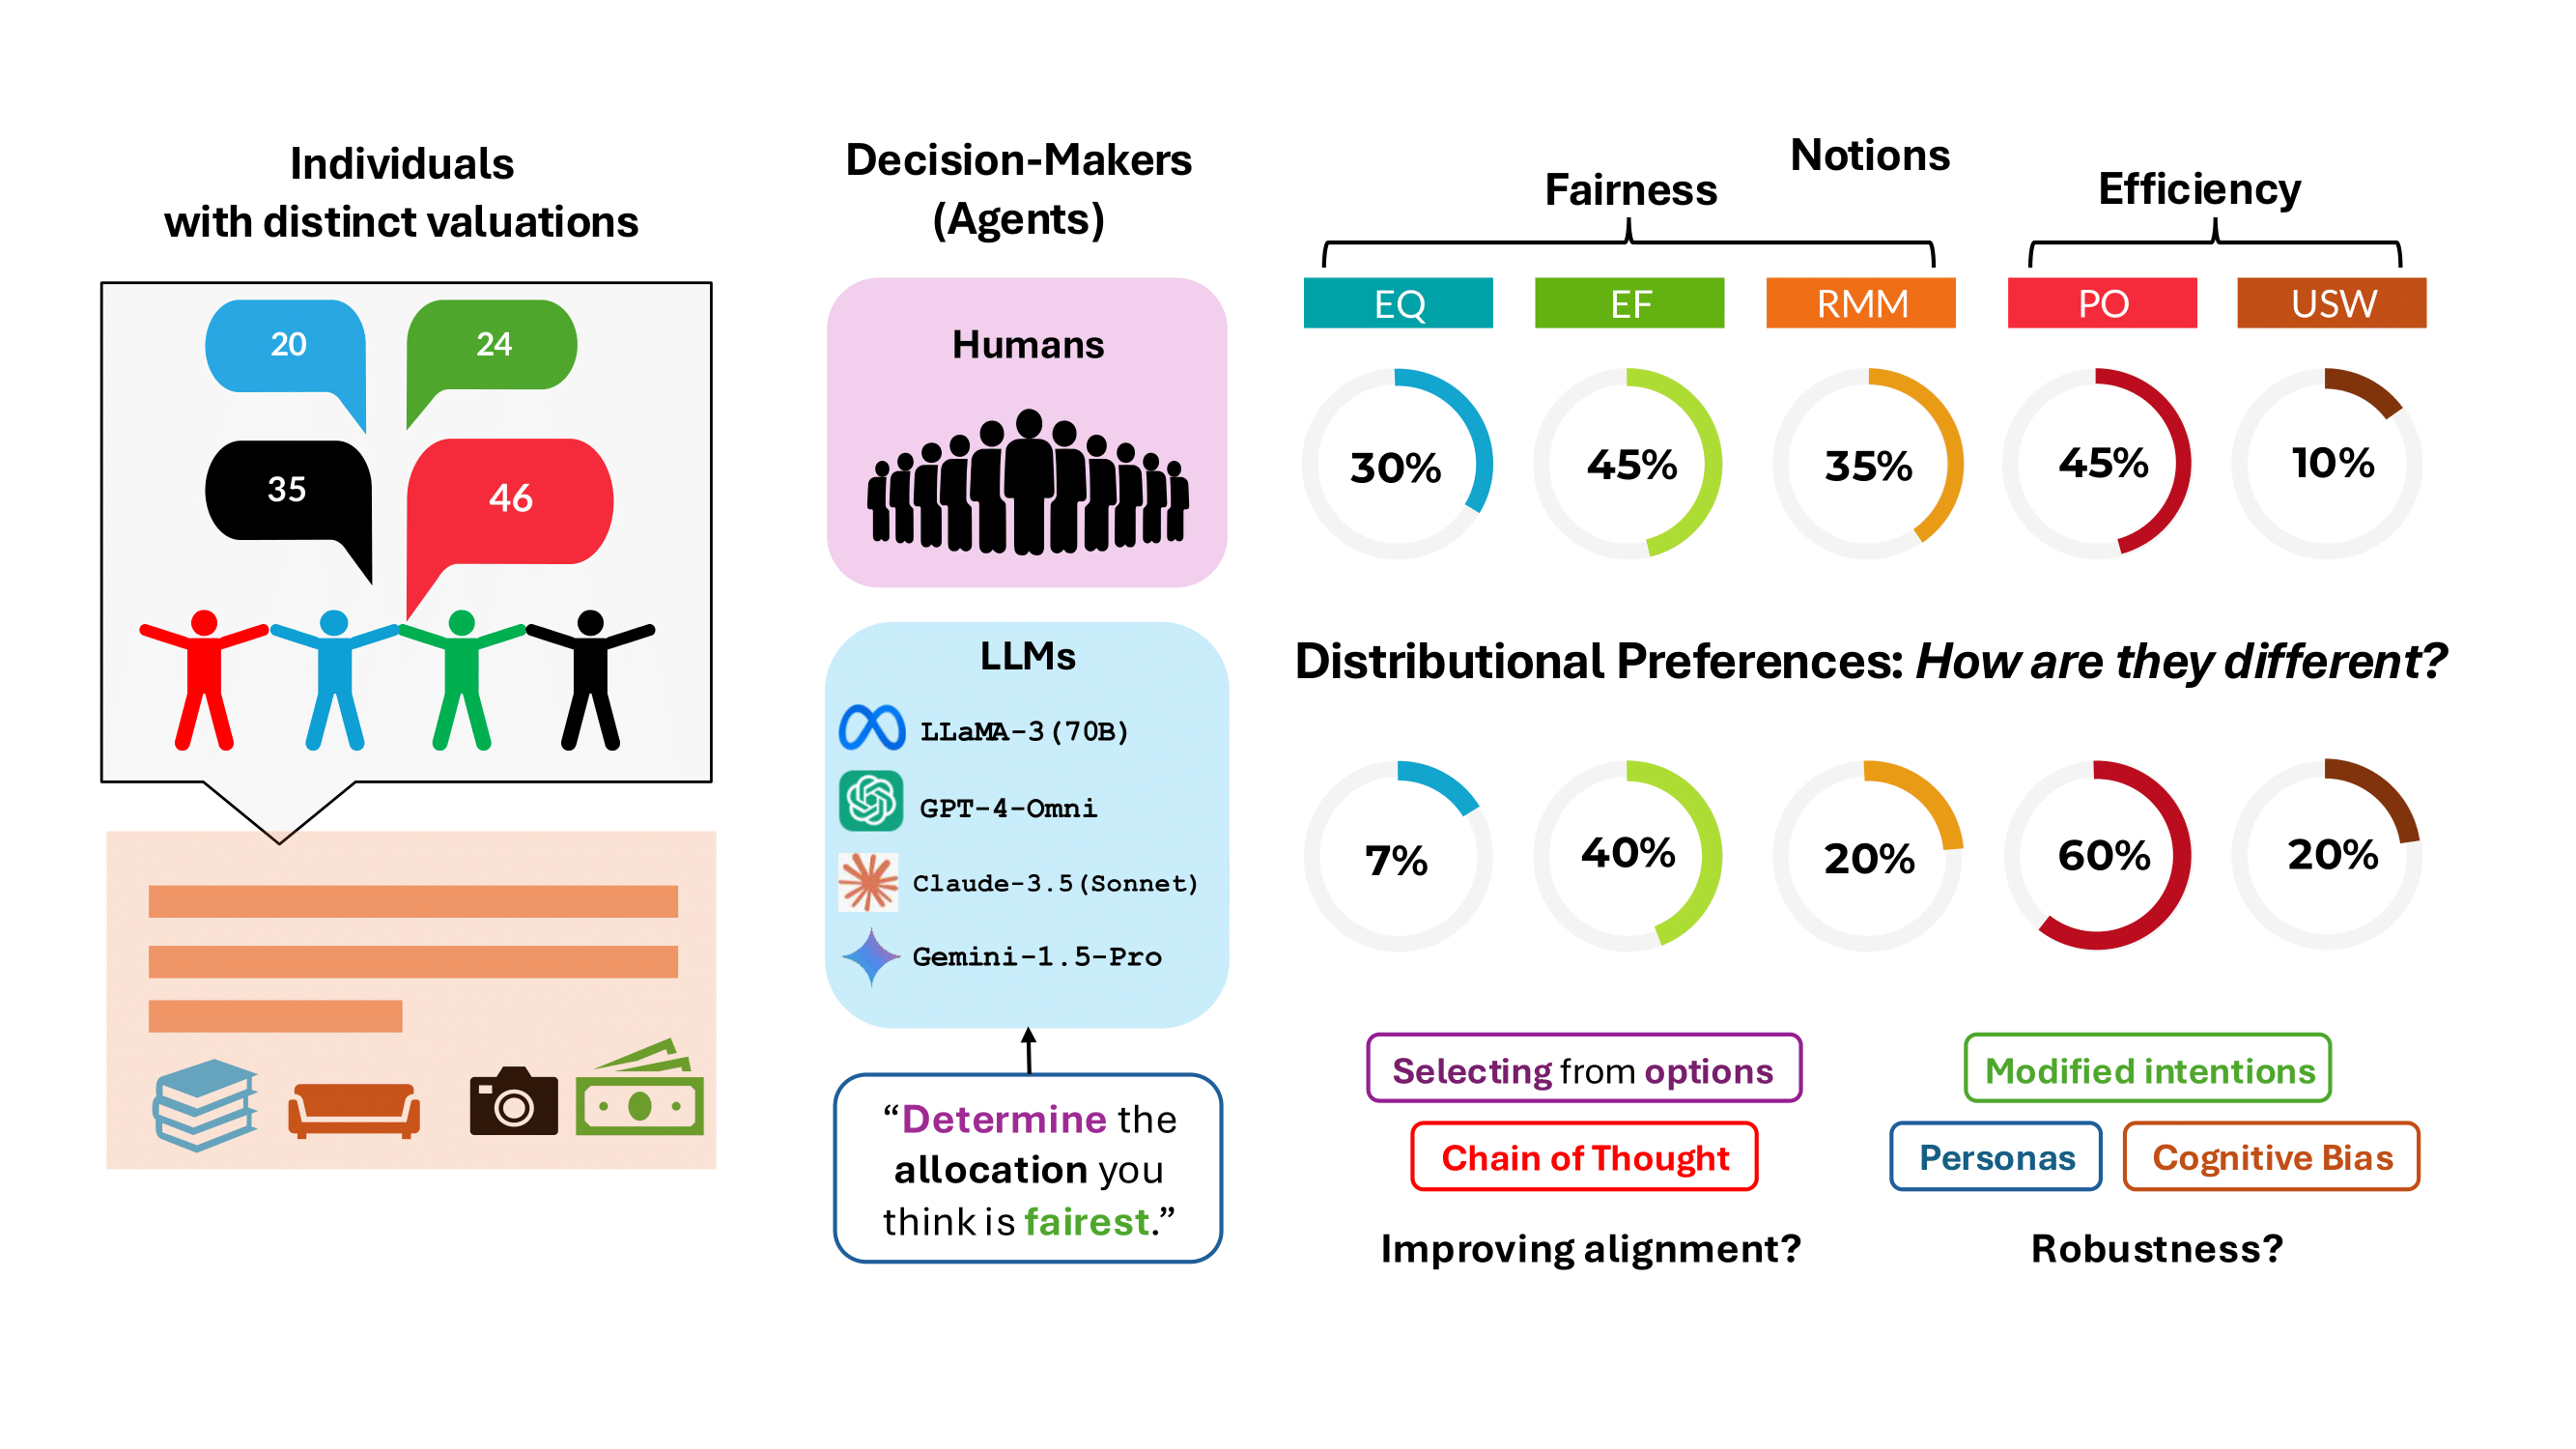 Individuals
with distinct valuations
20
24
35
46
Decision-Makers
(Agents)
Humans
LLMs
LLaMA-3(70B)
GPT-4-Omni
Claude-3.5(Sonnet)
Gemini-1.5-Pro
“Determine the
allocation you
think is fairest.”
Notions
Fairness
Efficiency
EQ
EF
RMM
PO
USW
30%
45%
35%
45%
10%
Distributional Preferences: How are they different?
7%
40%
20%
60%
20%
Selecting from options
Chain of Thought
Improving alignment?
Modified intentions
Personas
Cognitive Bias
Robustness?